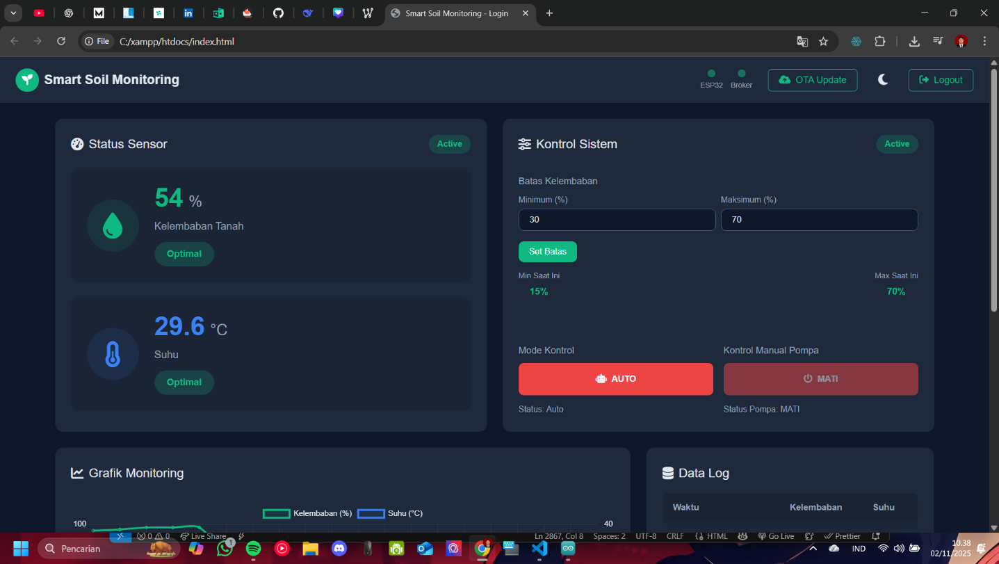 Smart Soil Monitoring - Login
File C:/xampp/htdocs/index.html
Smart Soil Monitoring
ESP32 Broker OTA Update Logout
Status Sensor Active
54 %
Kelembaban Tanah
Optimal
29.6 °C
Suhu
Optimal
Kontrol Sistem Active
Batas Kelembaban
Minimum (%) Maksimum (%)
30 70
Set Batas
Min Saat Ini Max Saat Ini
15% 70%
Mode Kontrol Kontrol Manual Pompa
AUTO MATI
Status: Auto Status Pompa: MATI
Grafik Monitoring
Kelembaban (%) Suhu (°C)
100 40
Data Log
Waktu Kelembaban Suhu
0 0 Live Share Ln 2867, Col 8 Spaces: 2 UTF-8 CRLF HTML Go Live Prettier
Pencarian 1 IND 10.38
02/11/2025